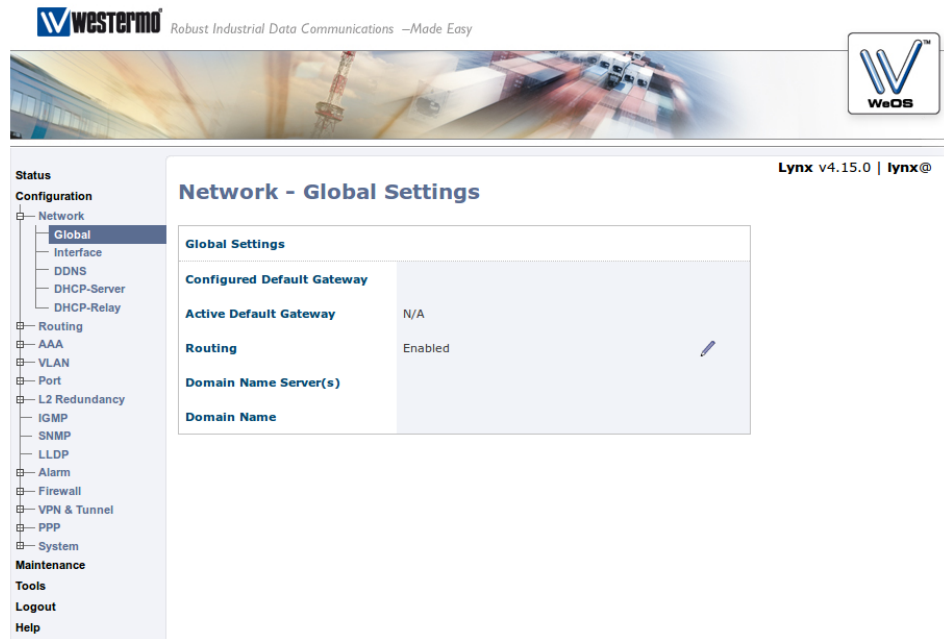 westermo Robust Industrial Data Communications –Made Easy
W TM
WeOS
Lynx v4.15.0 | lynx@
Status
Configuration
Network
Global
Interface
DDNS
DHCP-Server
DHCP-Relay
Routing
AAA
VLAN
Port
L2 Redundancy
IGMP
SNMP
LLDP
Alarm
Firewall
VPN & Tunnel
PPP
System
Maintenance
Tools
Logout
Help
Network - Global Settings
Global Settings
Configured Default Gateway
Active Default Gateway N/A
Routing Enabled
Domain Name Server(s)
Domain Name